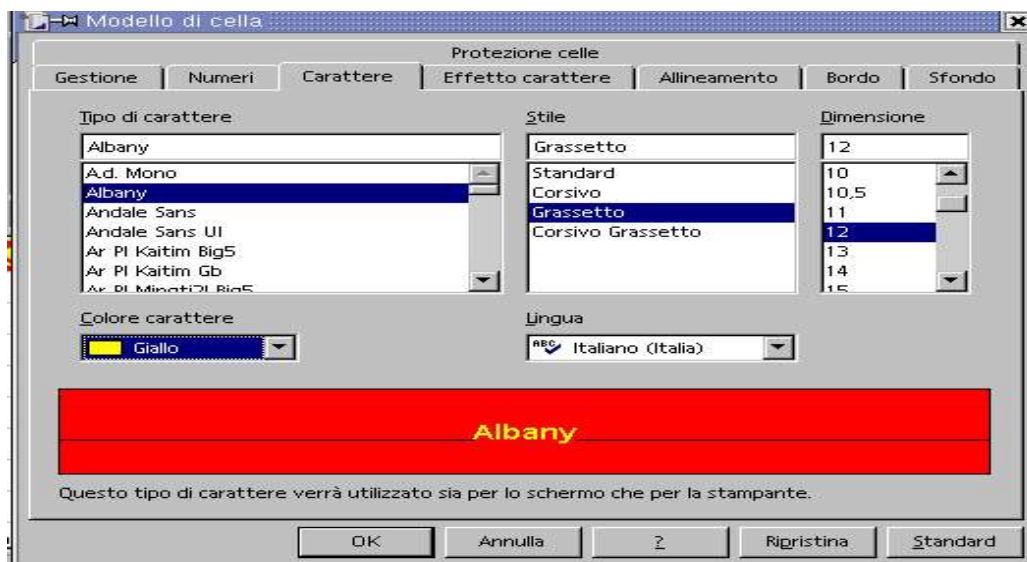 Modello di cella
Protezione celle
Gestione Numeri Carattere Effetto carattere Allineamento Bordo Sfondo
Tipo di carattere Stile Dimensione
Albany Grassetto 12
A.d. Mono Standard 10
Albany Corsivo 10,5
Andale Sans Grassetto 11
Andale Sans UI Corsivo Grassetto 12
Ar Pl Kaitim Big5 13
Ar Pl Kaitim Gb 14
Big5 15
Colore carattere Lingua
Giallo ABC Italiano (Italia)
Albany
Questo tipo di carattere verrà utilizzato sia per lo schermo che per la stampante.
OK Annulla ? Ripristina Standard